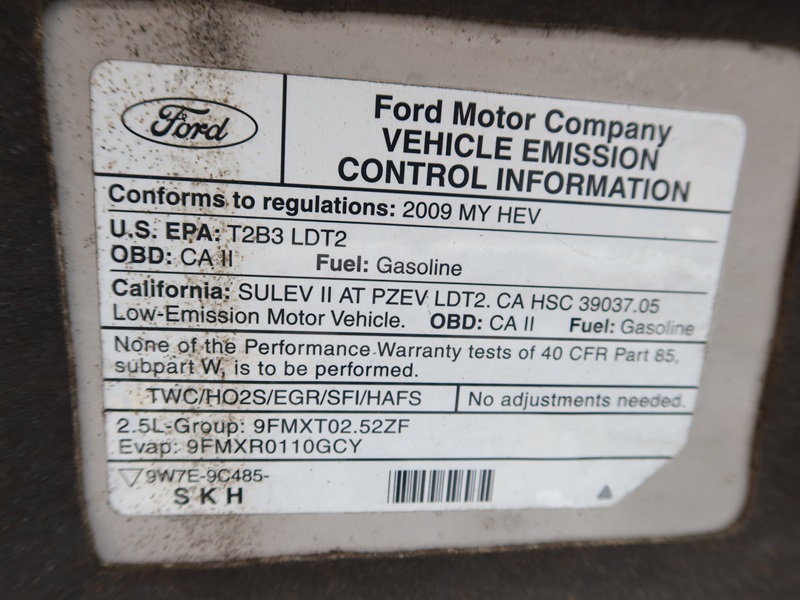 Ford
Ford Motor Company
VEHICLE EMISSION
CONTROL INFORMATION
Conforms to regulations: 2009 MY HEV
U.S. EPA: T2B3 LDT2
OBD: CA II Fuel: Gasoline
California: SULEV II AT PZEV LDT2. CA HSC 39037.05
Low-Emission Motor Vehicle. OBD: CA II Fuel: Gasoline
None of the Performance Warranty tests of 40 CFR Part 85,
subpart W, is to be performed.
TWC/HO2S/EGR/SFI/HAFS No adjustments needed.
2.5L-Group: 9FMXT02.52ZF
Evap: 9FMXR0110GCY
9W7E-9C485-
S K H